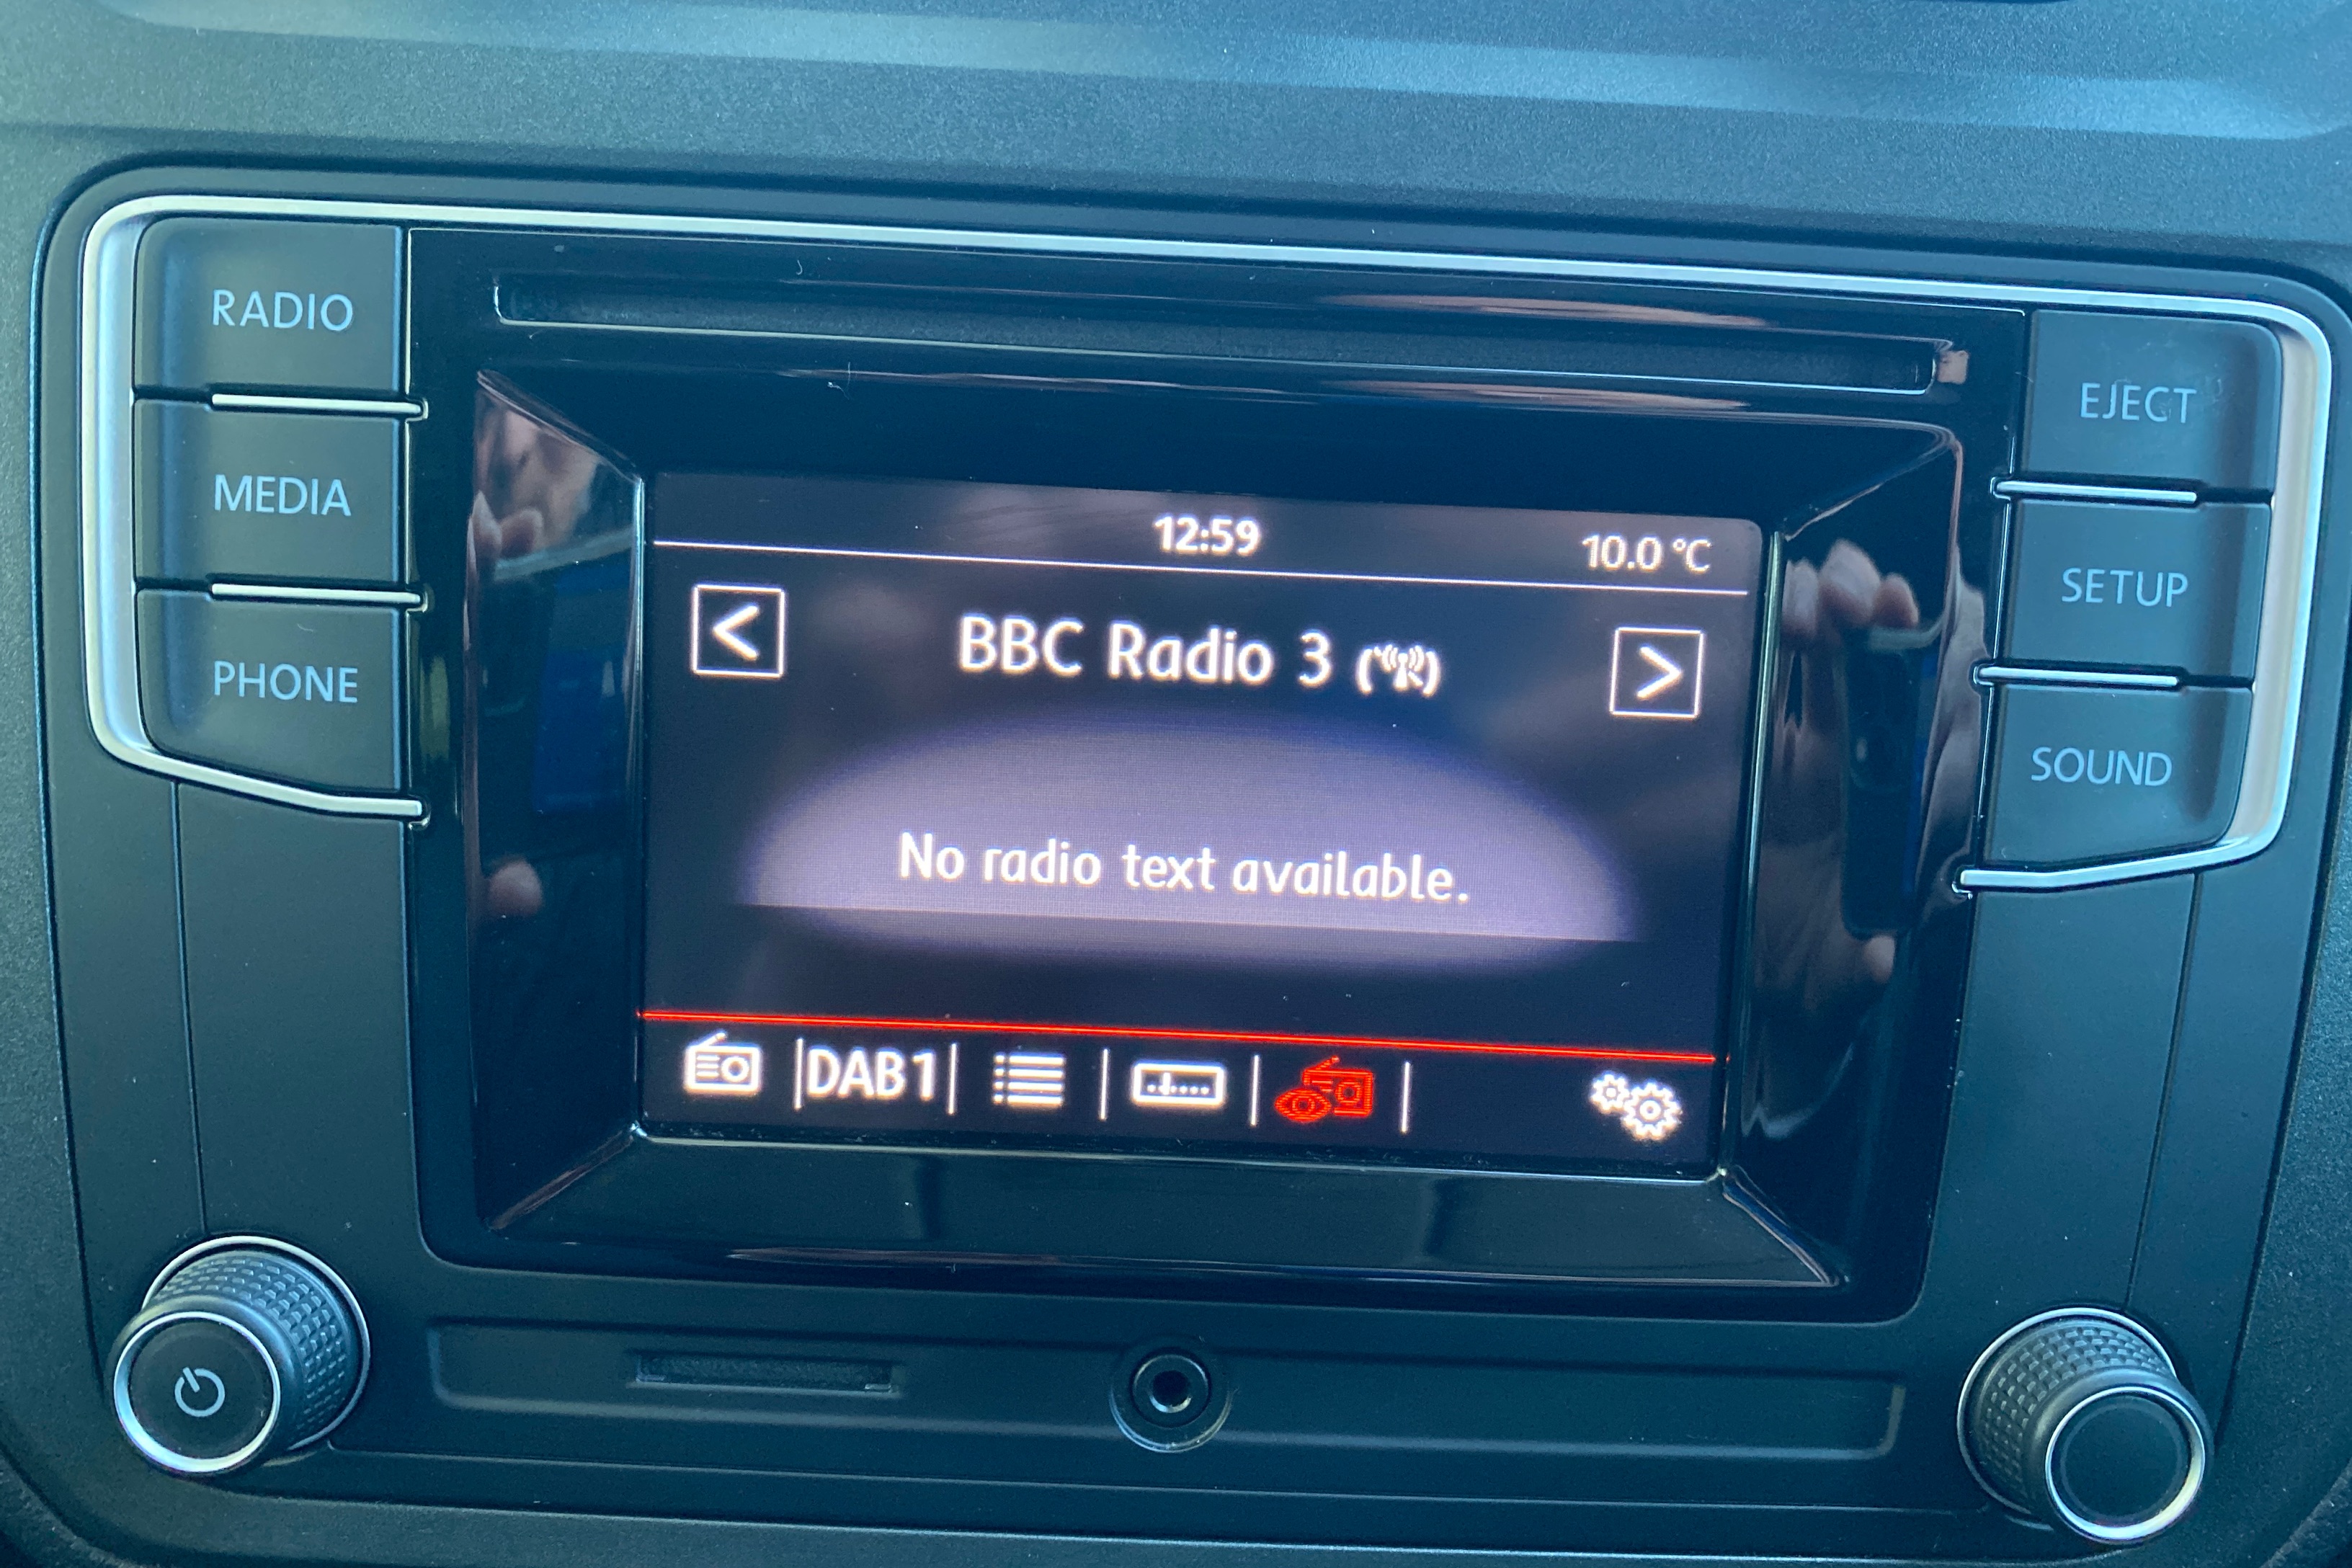 RADIO
MEDIA
PHONE
EJECT
SETUP
SOUND
12:59
10.0 °C
< BBC Radio 3 >
No radio text available.
DAB1